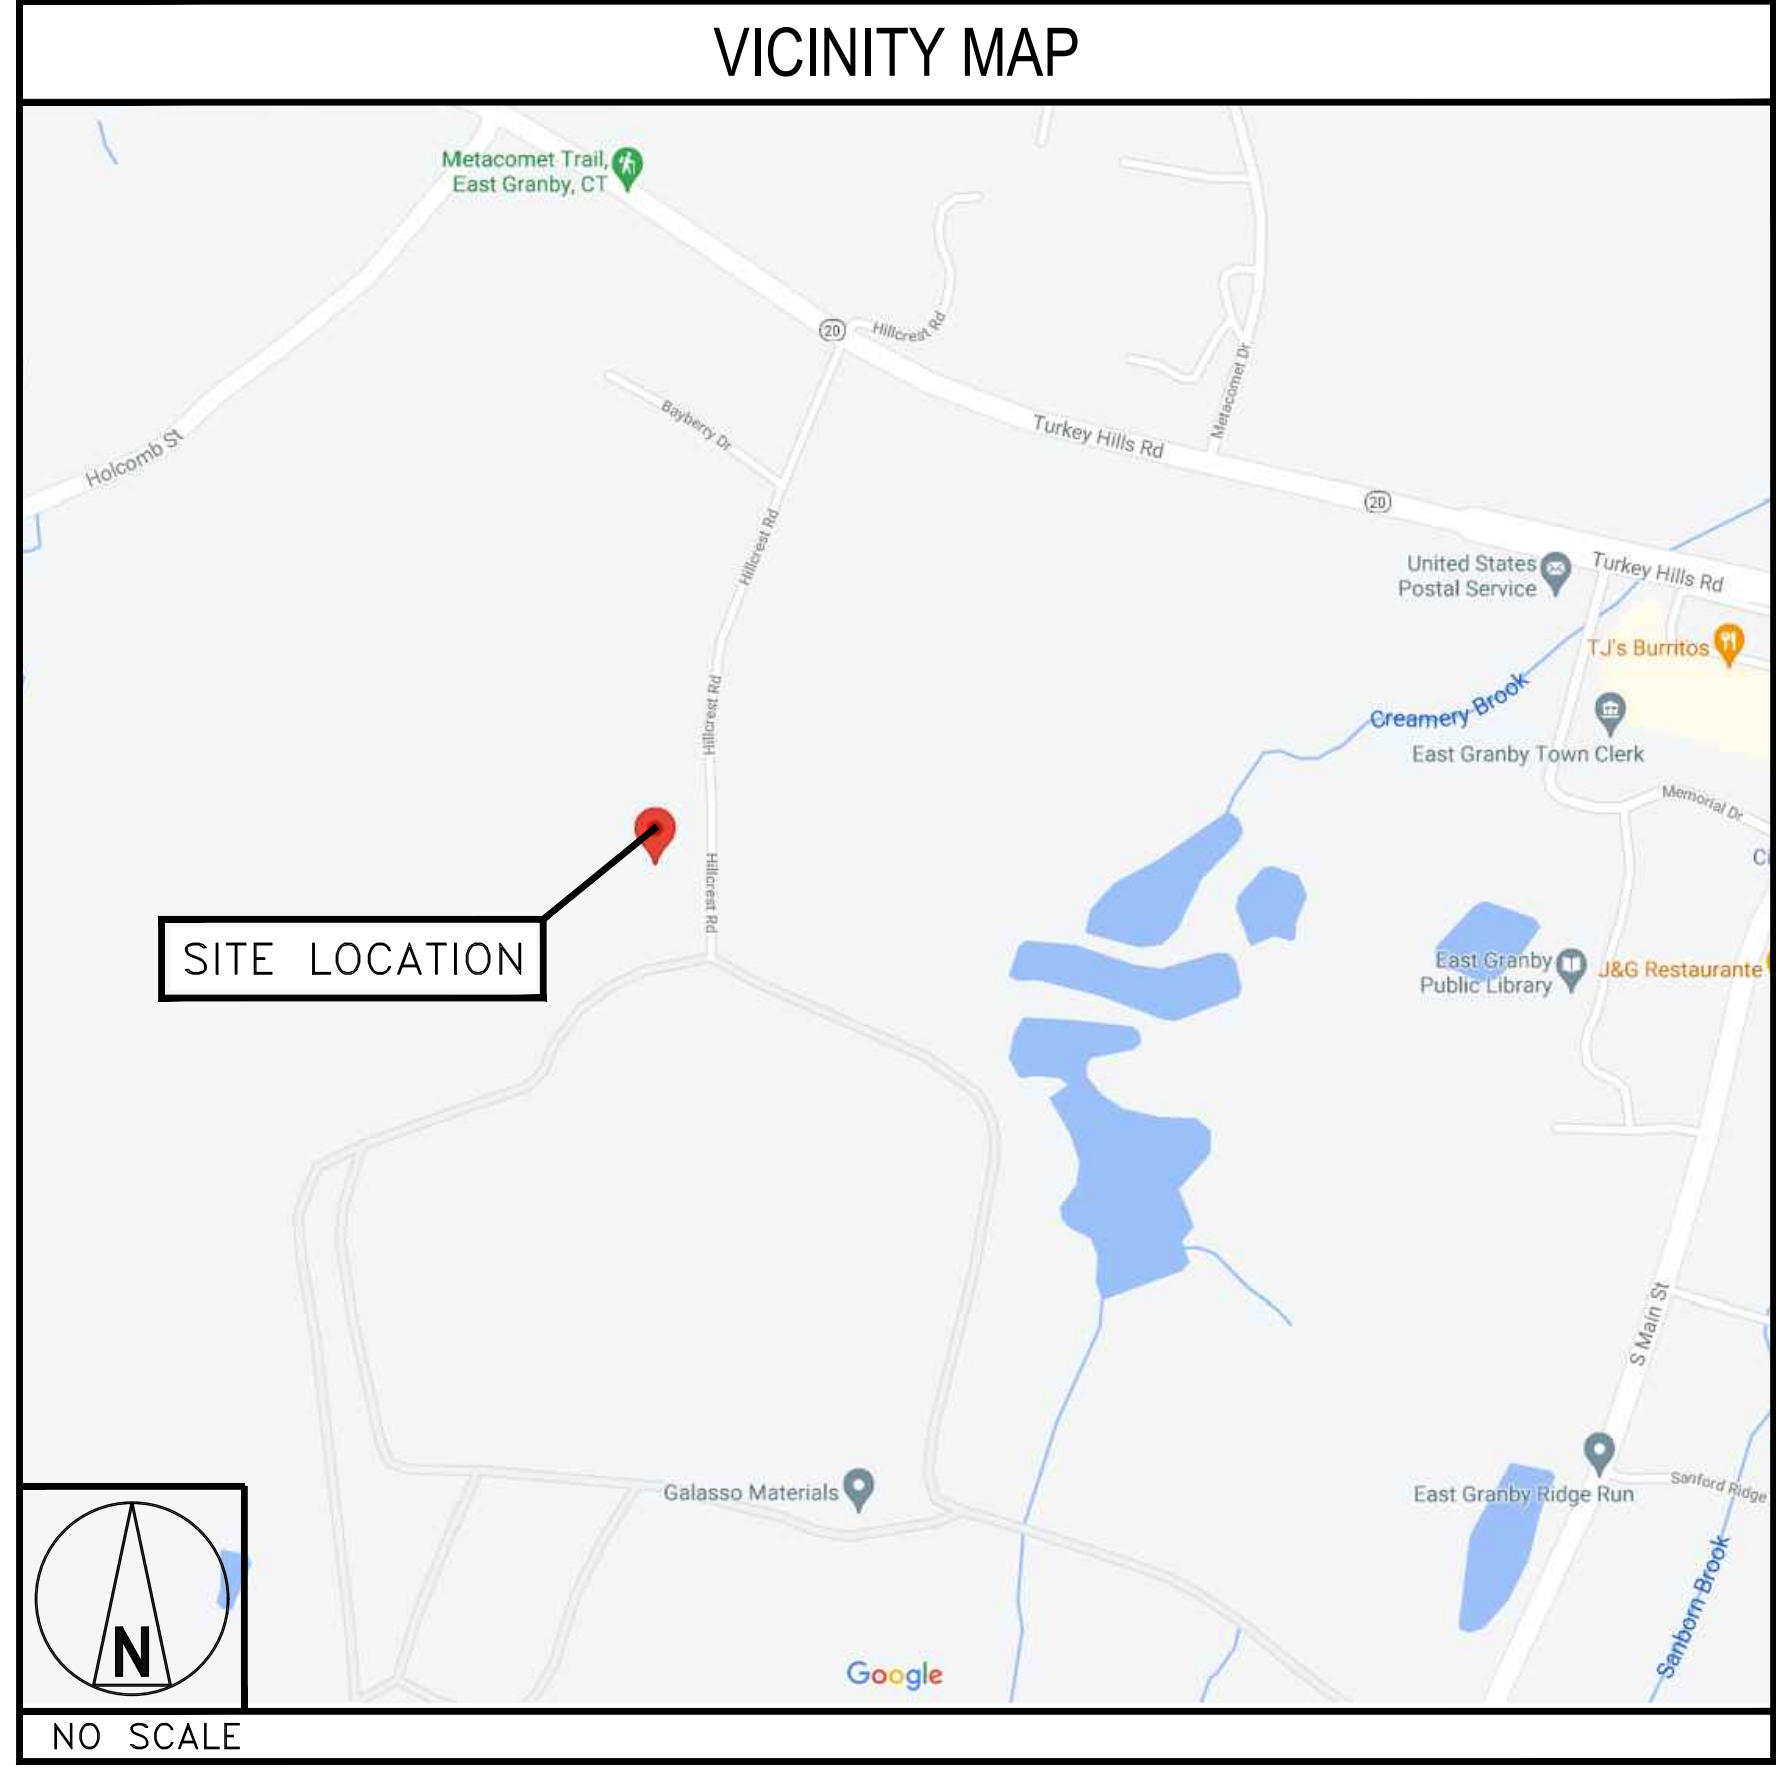 VICINITY MAP
Metacomet Trail,
East Granby, CT
20
Hillcrest Rd
Bayberry Dr
Metacomet Dr
Turkey Hills Rd
Holcomb St
20
Hillcrest Rd
United States
Postal Service
Turkey Hills Rd
TJ's Burritos
Hillcrest Rd
Creamery Brook
East Granby Town Clerk
Memorial Dr
Hillcrest Rd
Ci
SITE LOCATION
East Granby
Public Library
J&G Restaurante
S Main St
Galasso Materials
East Granby Ridge Run
Sanford Ridge
Sanborn Brook
N
Google
NO SCALE